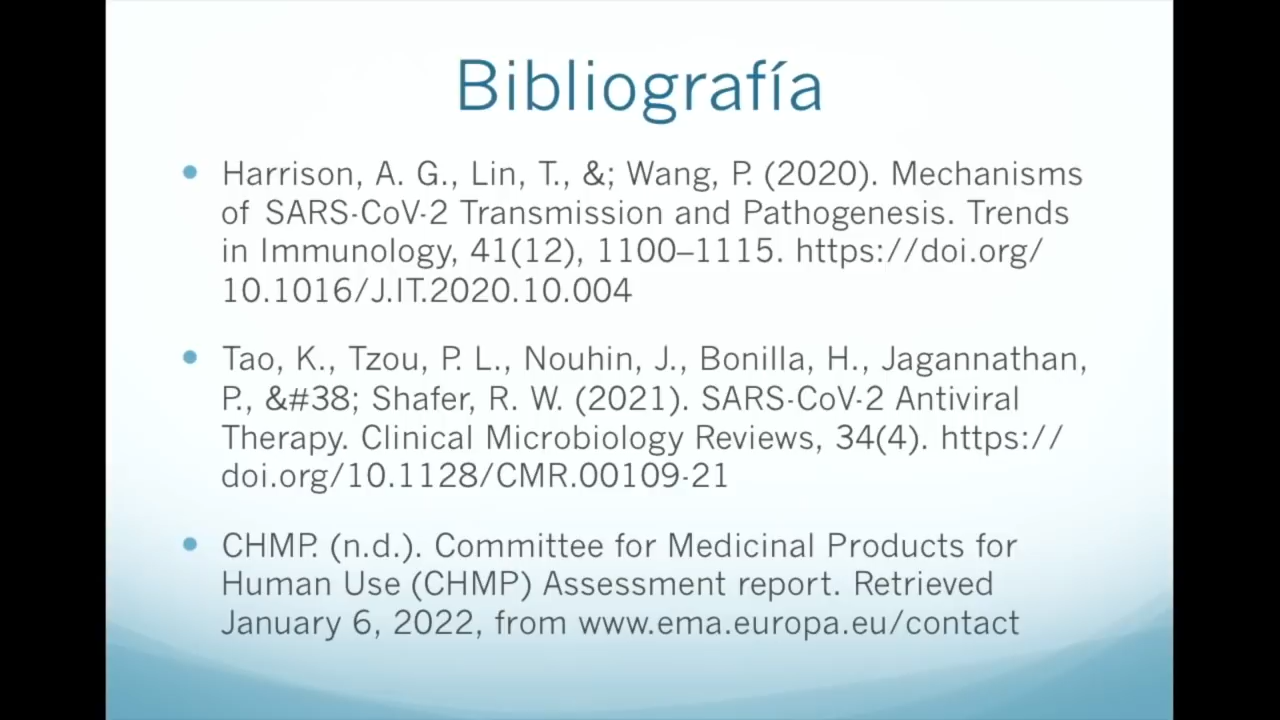 Bibliografía
• Harrison, A. G., Lin, T., &; Wang, P. (2020). Mechanisms
of SARS-CoV-2 Transmission and Pathogenesis. Trends
in Immunology, 41(12), 1100–1115. https://doi.org/
10.1016/J.IT.2020.10.004
• Tao, K., Tzou, P. L., Nouhin, J., Bonilla, H., Jagannathan,
P., &#38; Shafer, R. W. (2021). SARS-CoV-2 Antiviral
Therapy. Clinical Microbiology Reviews, 34(4). https://
doi.org/10.1128/CMR.00109-21
• CHMP. (n.d.). Committee for Medicinal Products for
Human Use (CHMP) Assessment report. Retrieved
January 6, 2022, from www.ema.europa.eu/contact